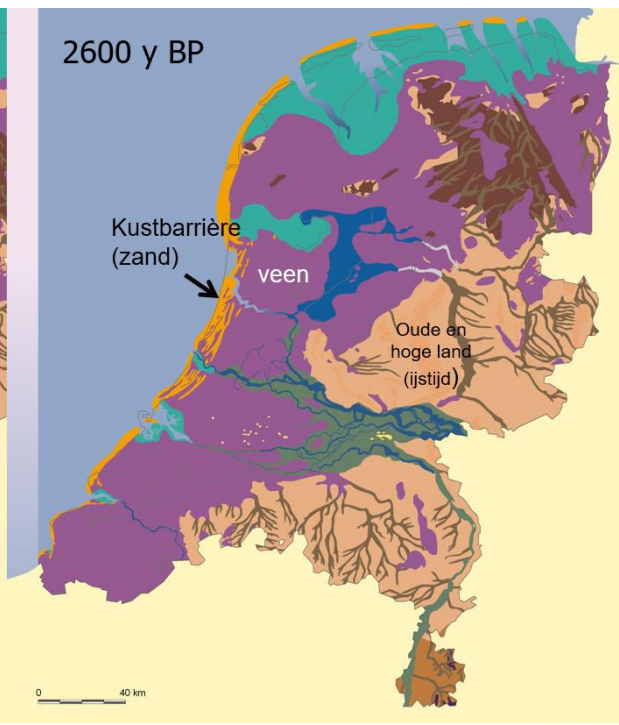 2600 y BP
Kustbarrière
(zand)
veen
Oude en
hoge land
(ijstijd)
0 40 km